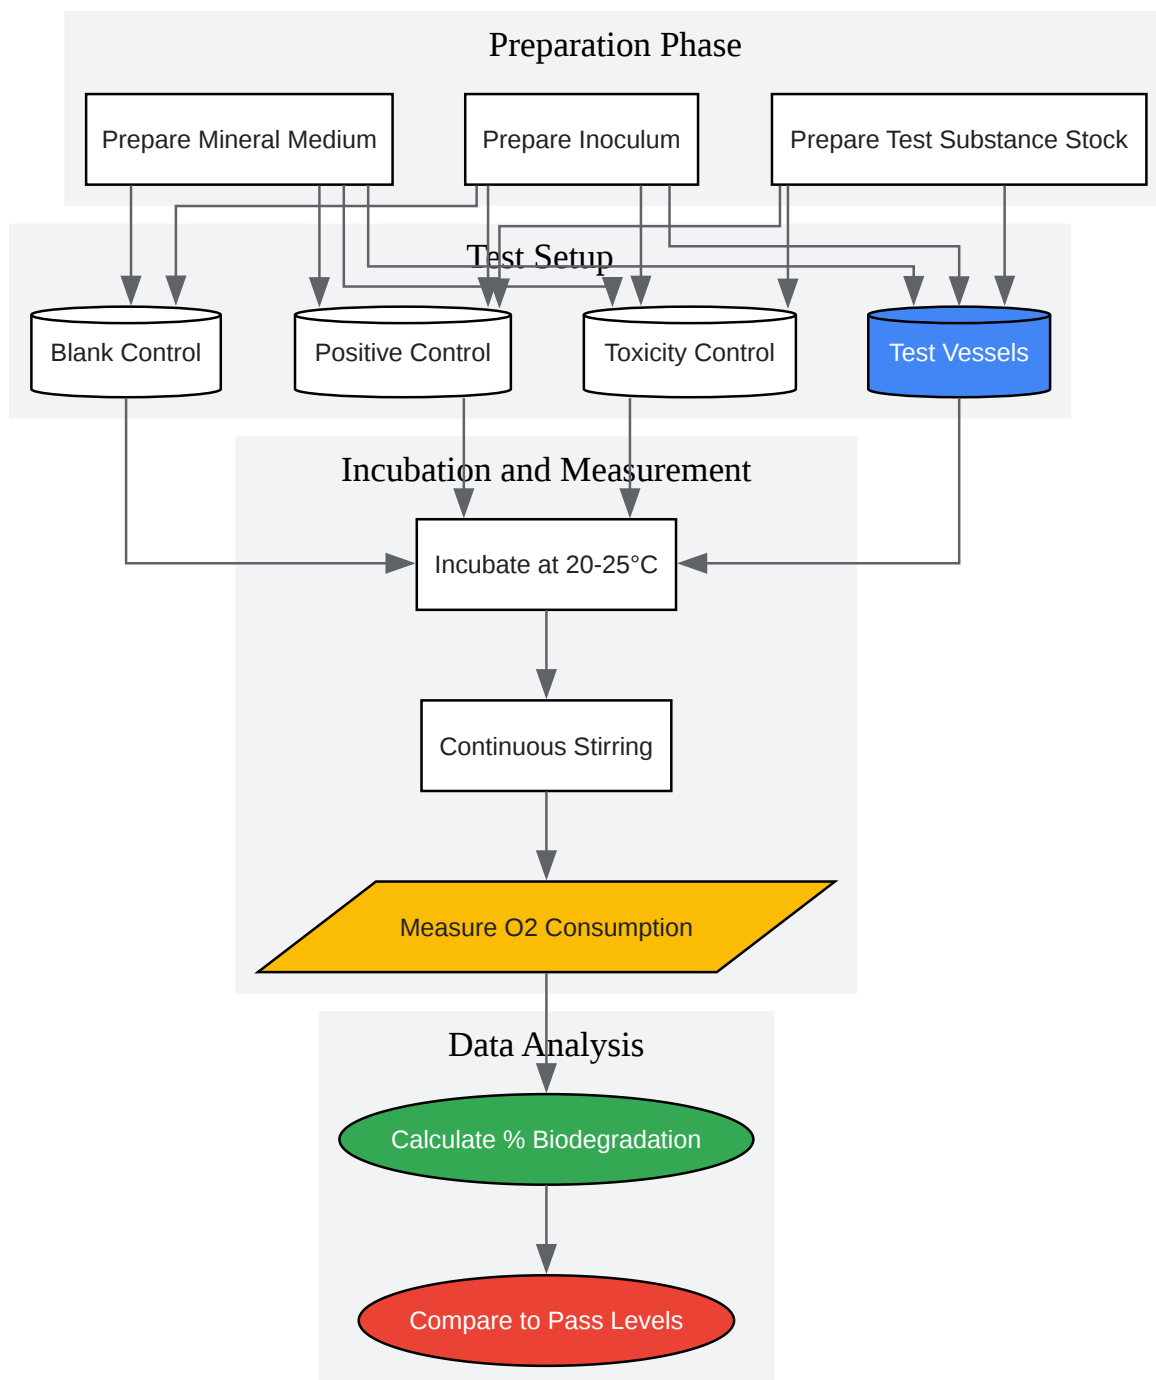 Preparation Phase
Prepare Mineral Medium
Prepare Inoculum
Prepare Test Substance Stock
Test Setup
Blank Control
Positive Control
Toxicity Control
Test Vessels
Incubation and Measurement
Incubate at 20-25°C
Continuous Stirring
Measure O2 Consumption
Data Analysis
Calculate % Biodegradation
Compare to Pass Levels